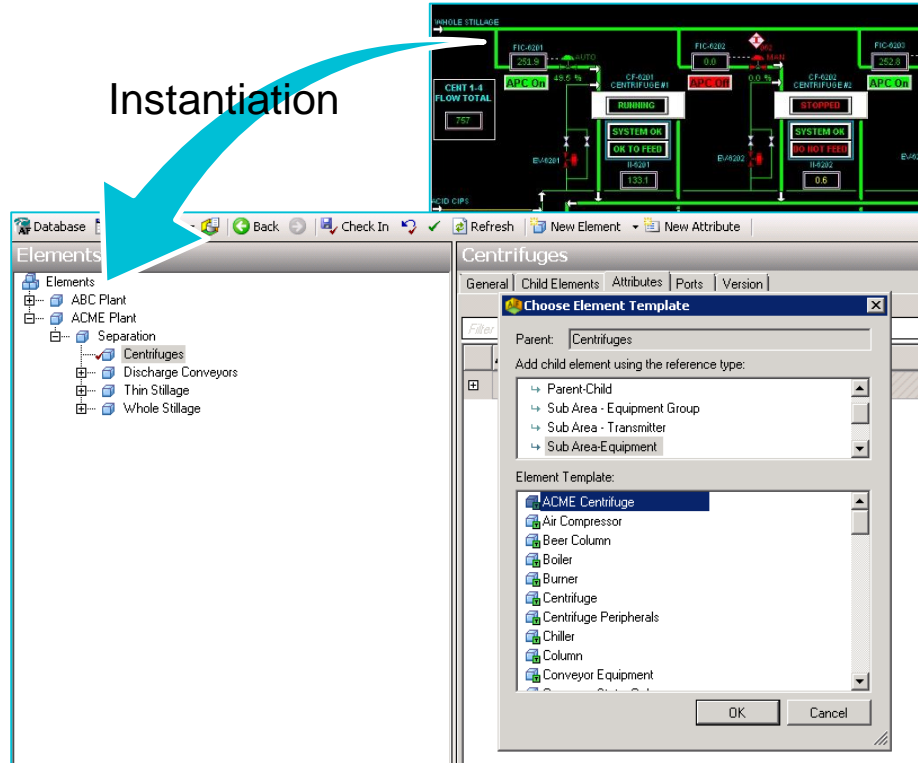 WHOLE STILLAGE
FIC-6201
251.9
AUTO
49.5 %
APC On
CF-6201
CENTRIFUGE#1
RUNNING
SYSTEM OK
OK TO FEED
II-6201
133.1
EV-6201
FIC-6202
0.0
MAN
0.0 %
APC Off
CF-6202
CENTRIFUGE#2
STOPPED
SYSTEM OK
DO NOT FEED
II-6202
0.6
EV-6202
FIC-6203
252.8
APC On
CENT 1-4
FLOW TOTAL
757
ACID CIPS
Instantiation
Database
Back
Check In
Refresh
New Element
New Attribute
Elements
Elements
ABC Plant
ACME Plant
Separation
Centrifuges
Discharge Conveyors
Thin Stillage
Whole Stillage
Centrifuges
General Child Elements Attributes Ports Version
Filter
Choose Element Template
Parent: Centrifuges
Add child element using the reference type:
Parent-Child
Sub Area - Equipment Group
Sub Area - Transmitter
Sub Area-Equipment
Element Template:
ACME Centrifuge
Air Compressor
Beer Column
Boiler
Burner
Centrifuge
Centrifuge Peripherals
Chiller
Column
Conveyor Equipment
OK Cancel